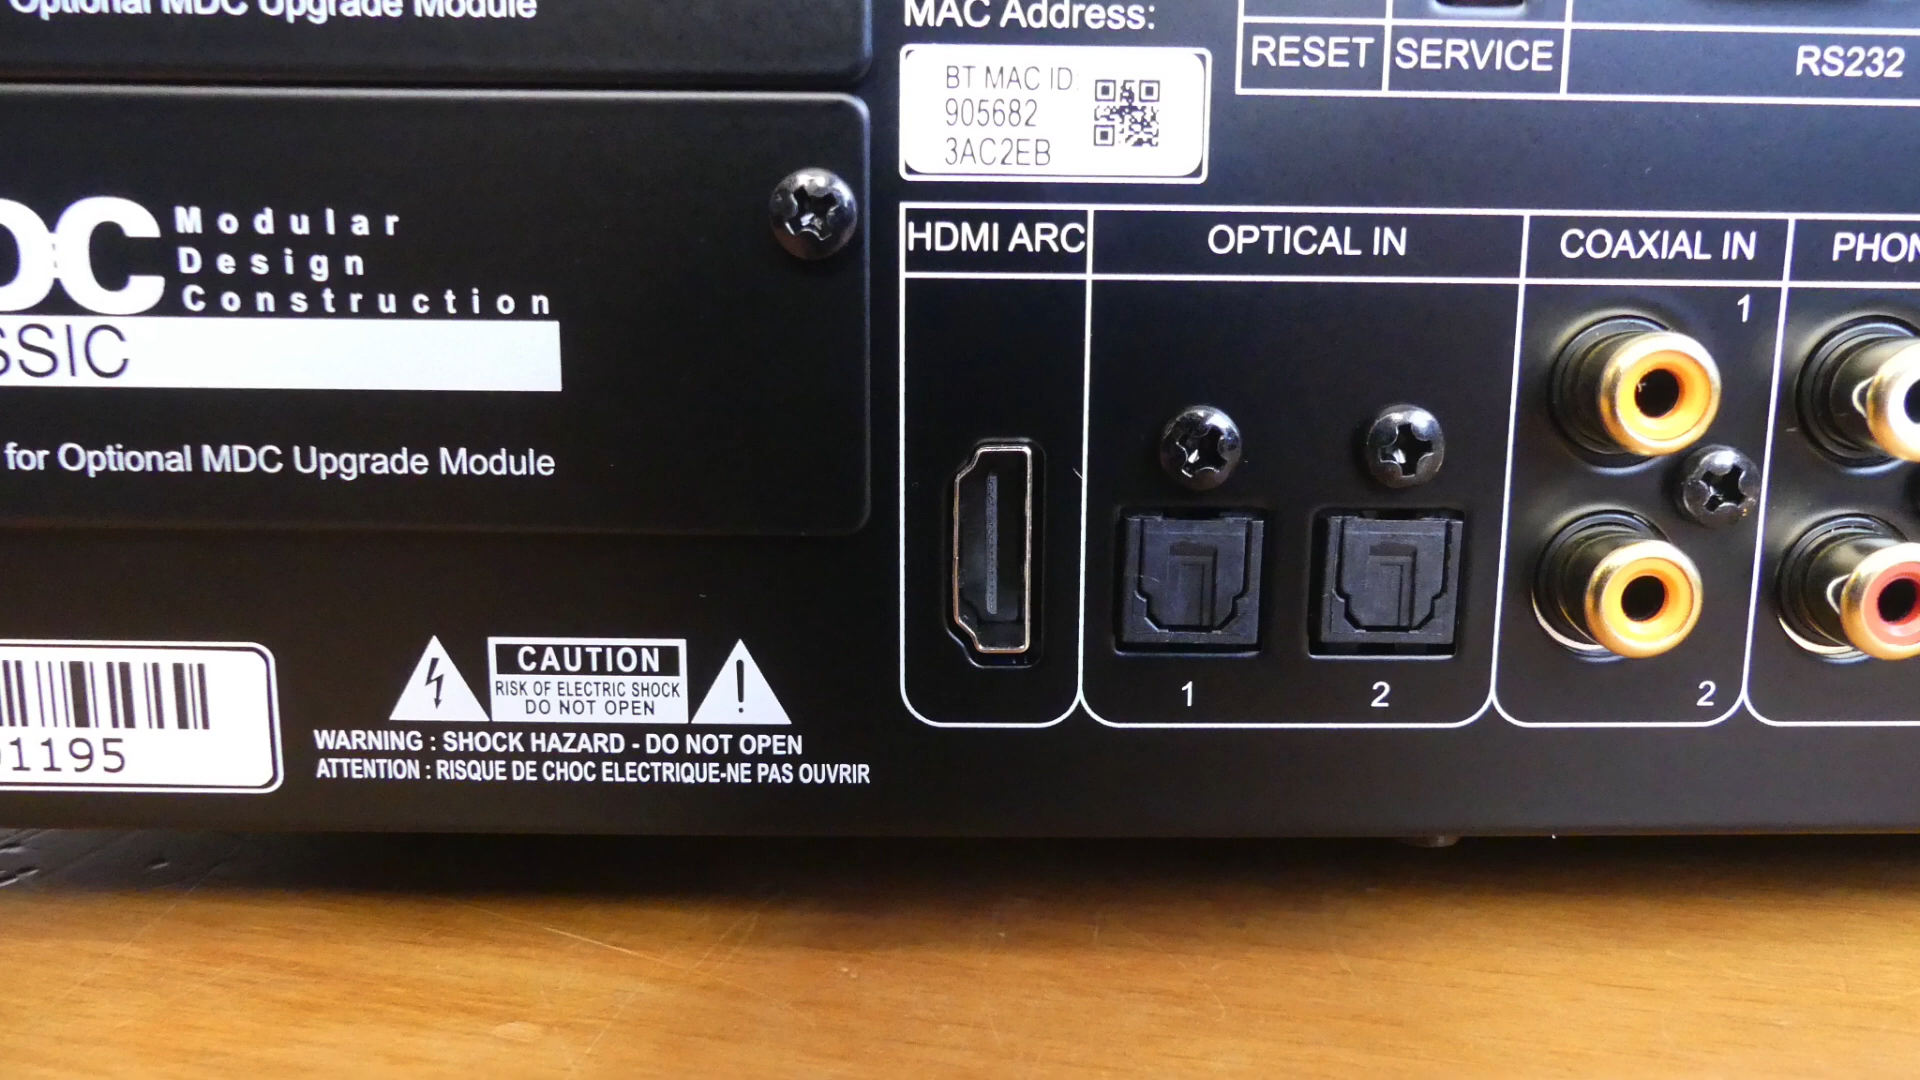 Optional MDC Upgrade Module
MAC Address:
BT MAC ID:
905682
3AC2EB
RESET
SERVICE
RS232
DC
Modular
Design
Construction
SSIC
for Optional MDC Upgrade Module
HDMI ARC
OPTICAL IN
COAXIAL IN
PHON
1
1
2
2
1195
CAUTION
RISK OF ELECTRIC SHOCK
DO NOT OPEN
WARNING : SHOCK HAZARD - DO NOT OPEN
ATTENTION : RISQUE DE CHOC ELECTRIQUE-NE PAS OUVRIR